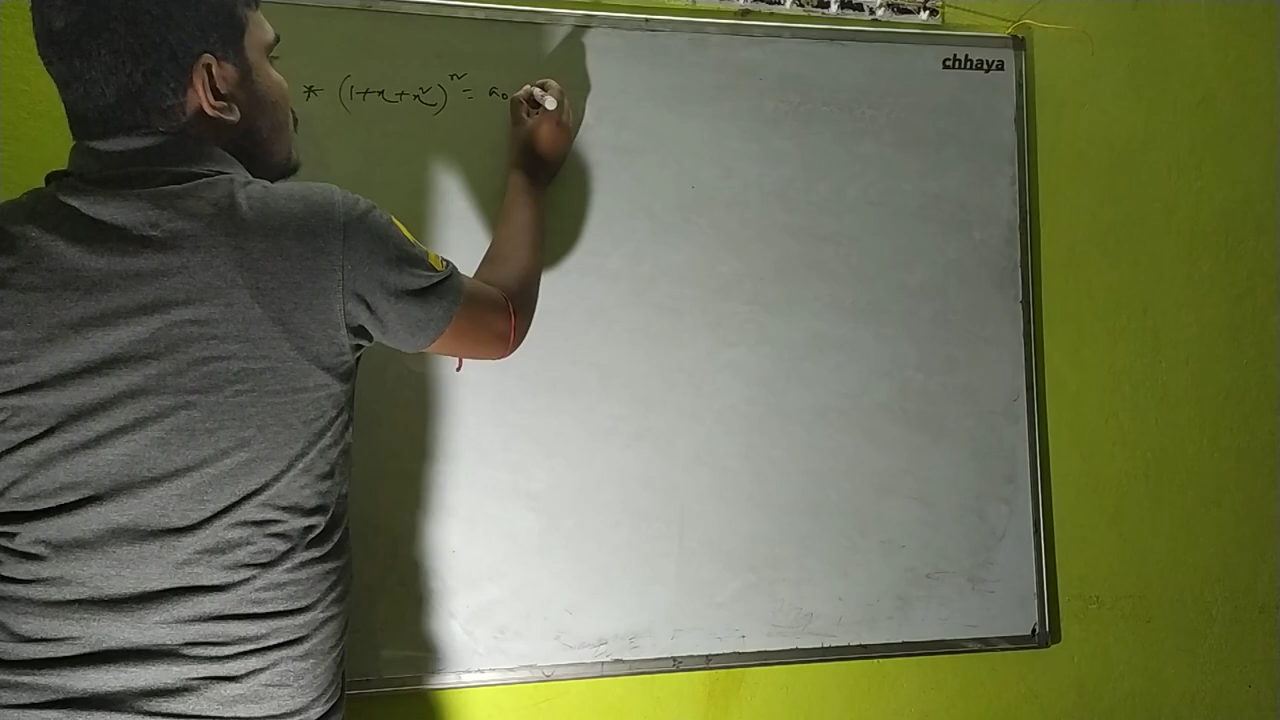 * (1+x+x²)ⁿ = a₀
chhaya